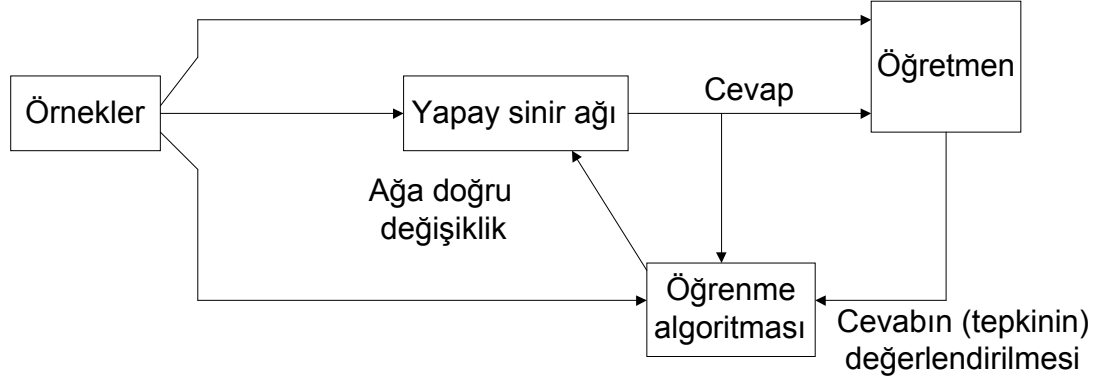 Öğretmen
Cevap
Örnekler
Yapay sinir ağı
Ağa doğru
değişiklik
Öğrenme
algoritması
Cevabın (tepkinin)
değerlendirilmesi